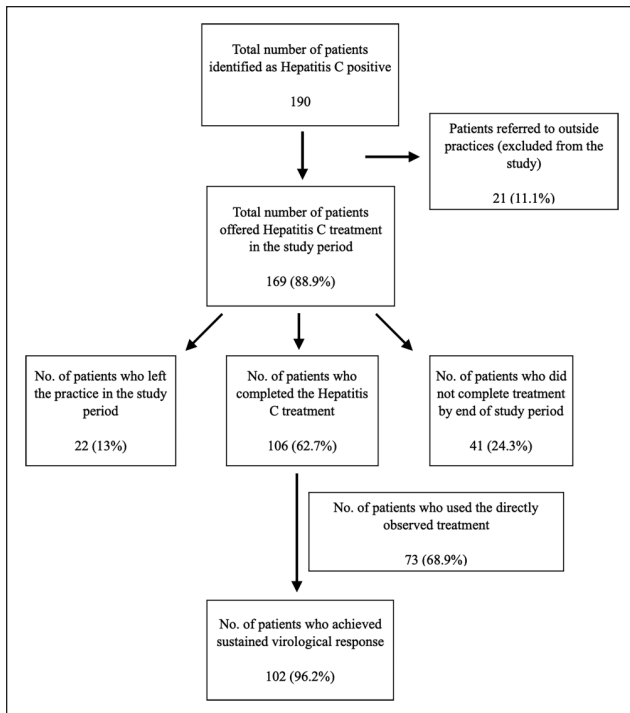 Total number of patients
identified as Hepatitis C positive
190
Patients referred to outside
practices (excluded from the
study)
21 (11.1%)
Total number of patients
offered Hepatitis C treatment
in the study period
169 (88.9%)
No. of patients who left
the practice in the study
period
22 (13%)
No. of patients who
completed the Hepatitis
C treatment
106 (62.7%)
No. of patients who did
not complete treatment
by end of study period
41 (24.3%)
No. of patients who used the directly
observed treatment
73 (68.9%)
No. of patients who achieved
sustained virological response
102 (96.2%)